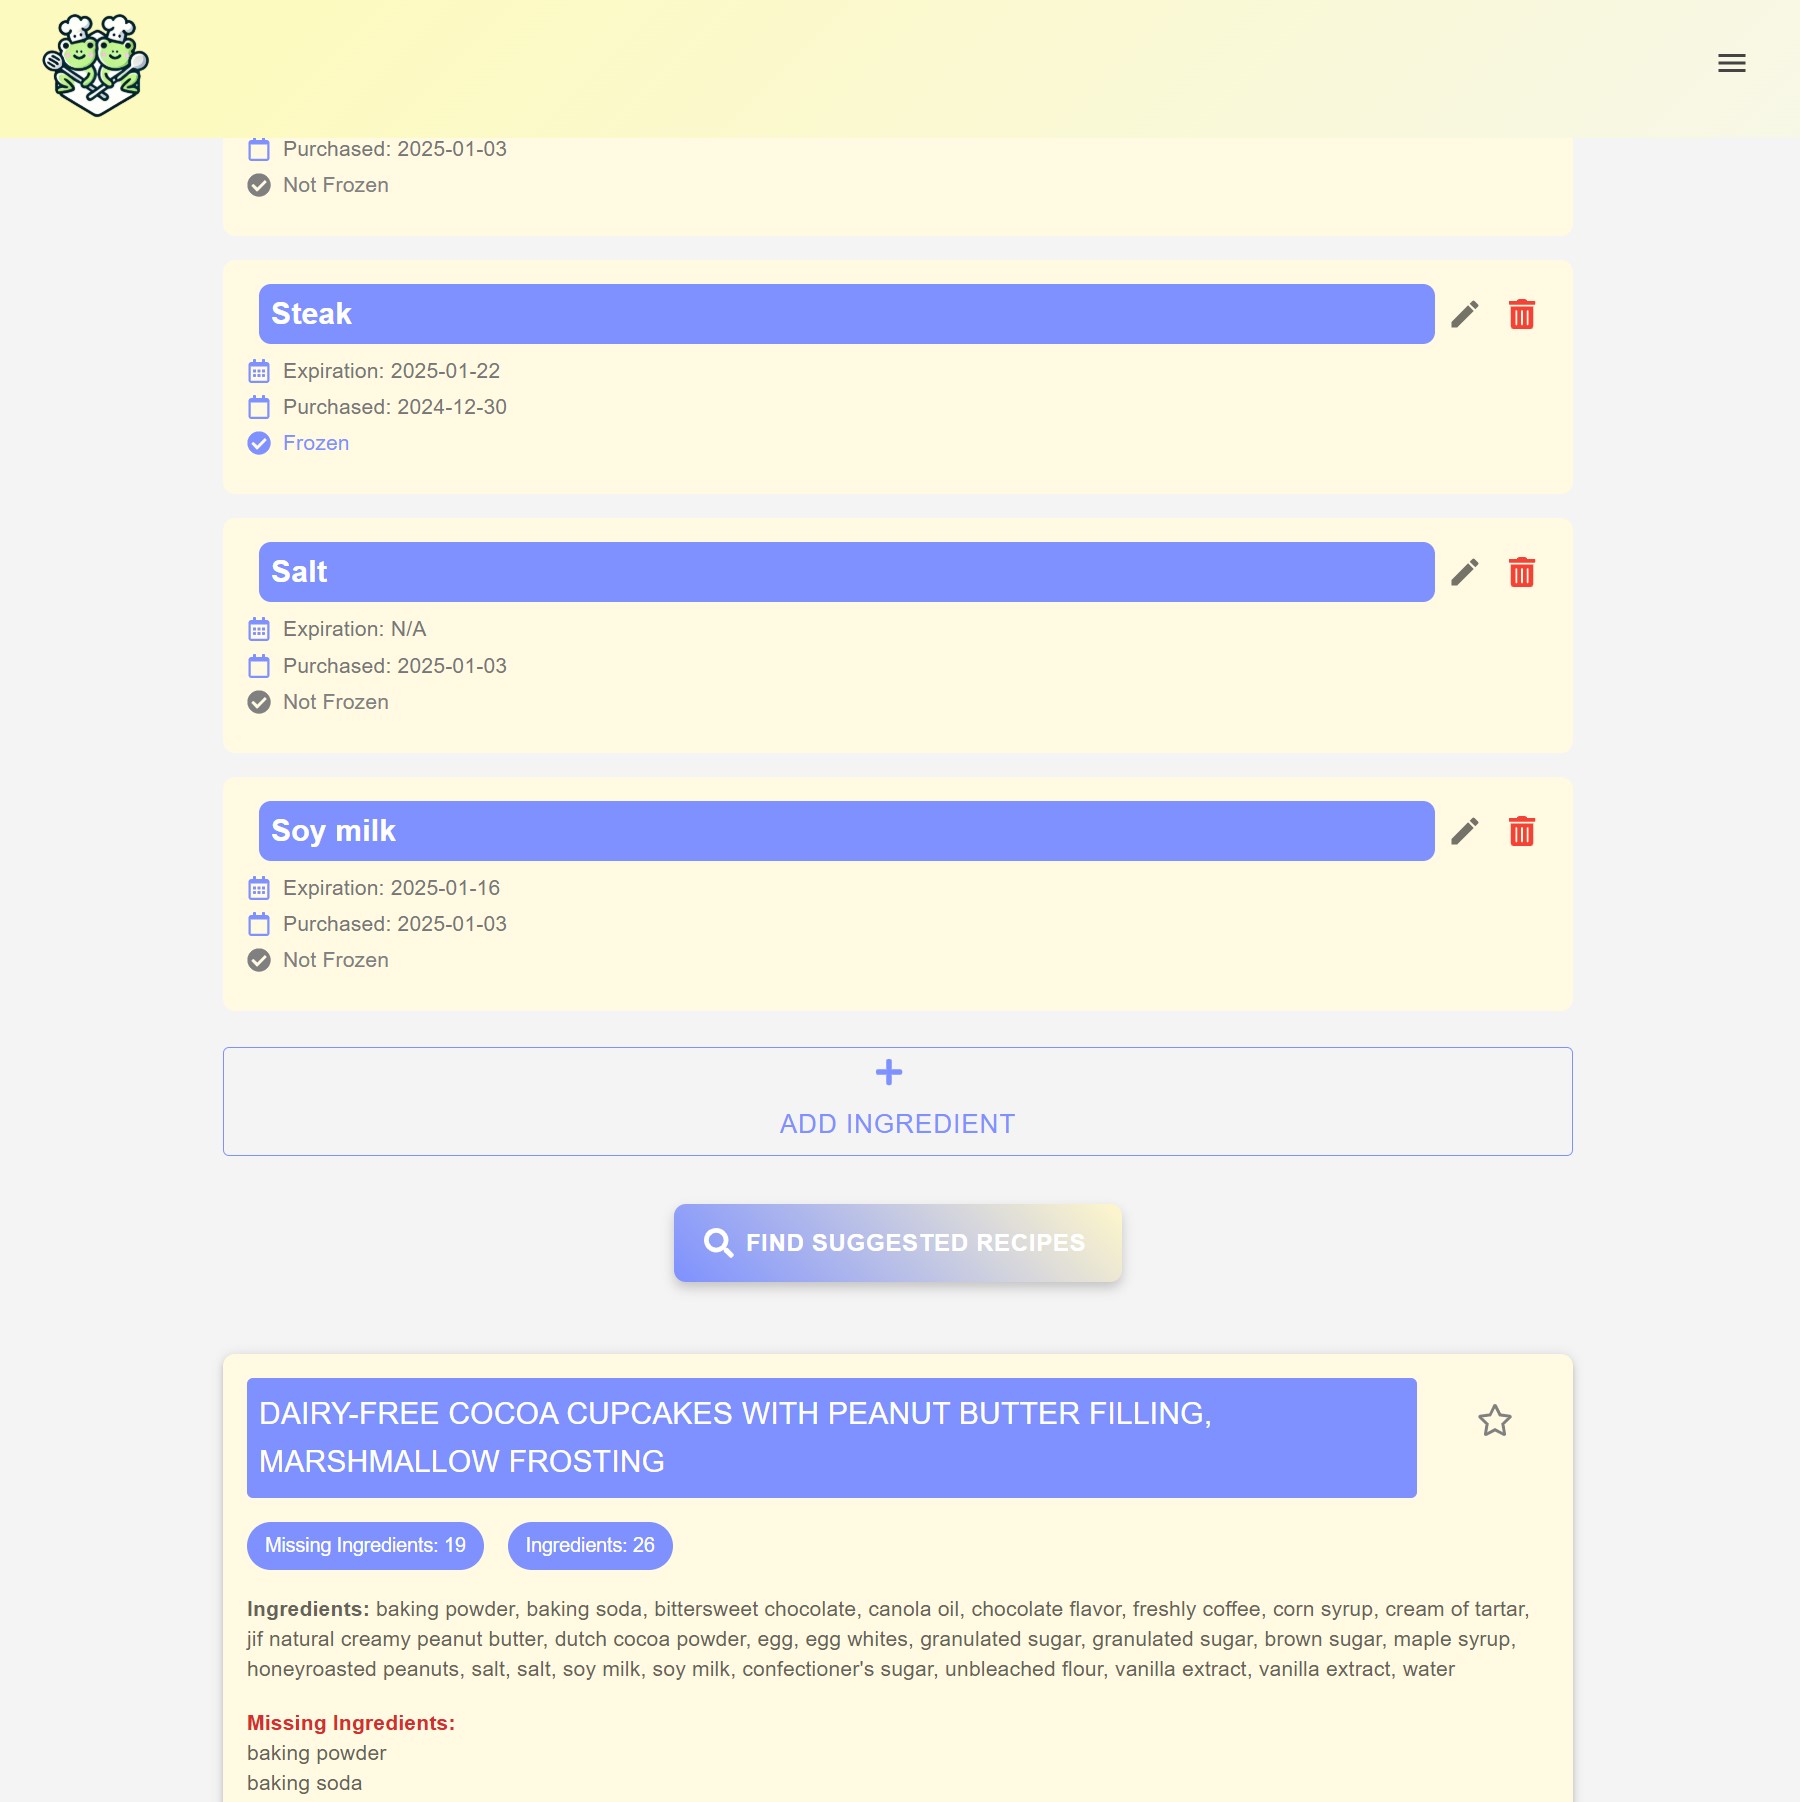 Purchased: 2025-01-03
Not Frozen
Steak
Expiration: 2025-01-22
Purchased: 2024-12-30
Frozen
Salt
Expiration: N/A
Purchased: 2025-01-03
Not Frozen
Soy milk
Expiration: 2025-01-16
Purchased: 2025-01-03
Not Frozen
ADD INGREDIENT
FIND SUGGESTED RECIPES
DAIRY-FREE COCOA CUPCAKES WITH PEANUT BUTTER FILLING,
MARSHMALLOW FROSTING
Missing Ingredients: 19 Ingredients: 26
Ingredients: baking powder, baking soda, bittersweet chocolate, canola oil, chocolate flavor, freshly coffee, corn syrup, cream of tartar,
jif natural creamy peanut butter, dutch cocoa powder, egg, egg whites, granulated sugar, granulated sugar, brown sugar, maple syrup,
honeyroasted peanuts, salt, salt, soy milk, soy milk, confectioner's sugar, unbleached flour, vanilla extract, vanilla extract, water
Missing Ingredients:
baking powder
baking soda